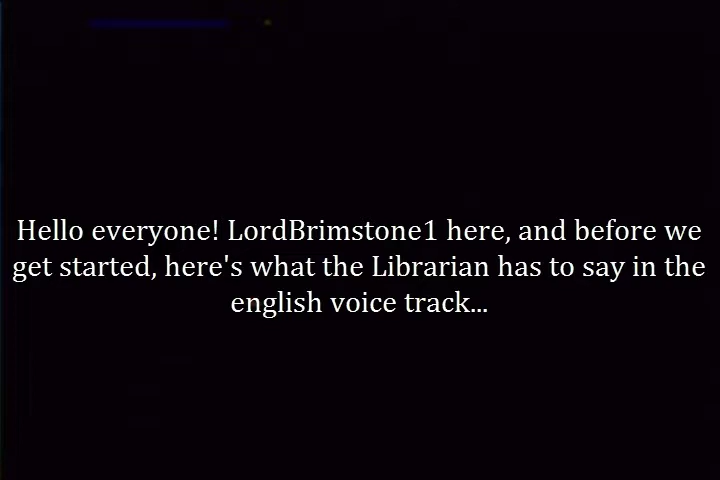 Hello everyone! LordBrimstone1 here, and before we
get started, here's what the Librarian has to say in the
english voice track...